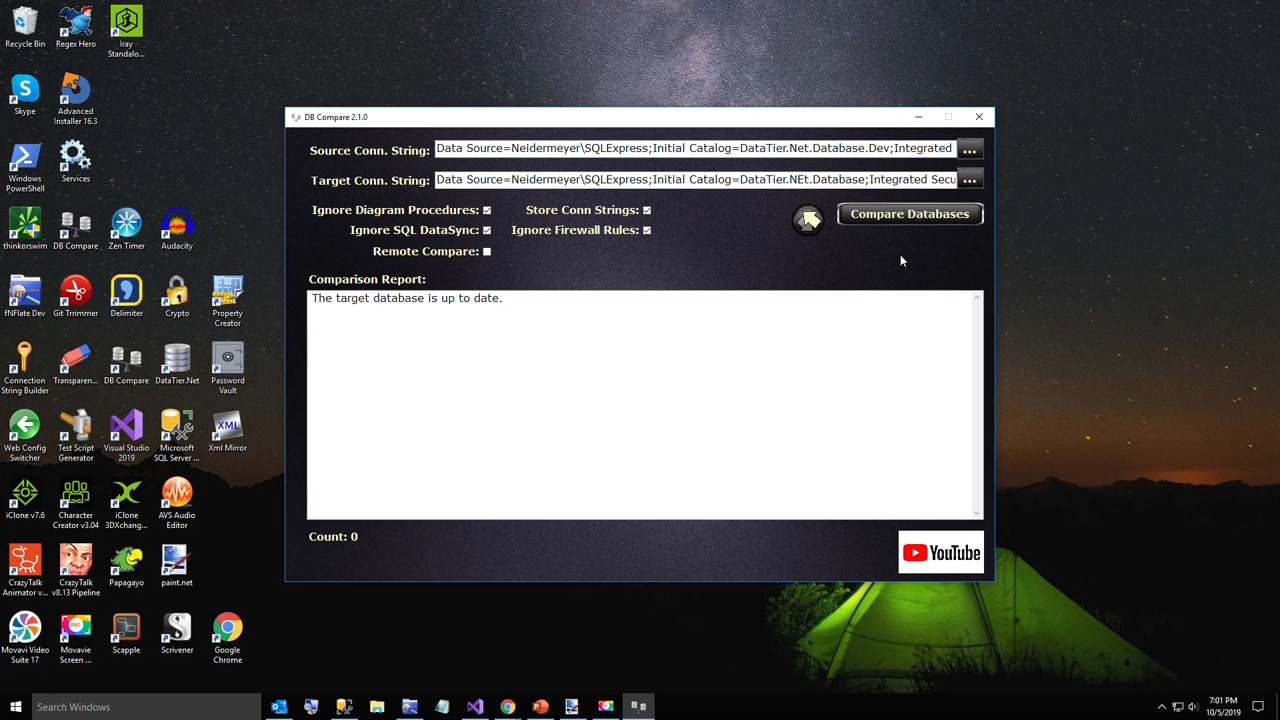 Recycle Bin
Regex Hero
Iray
Standalo...
Skype
Advanced
Installer 16.3
Windows
PowerShell
Services
thinkorswim
DB Compare
Zen Timer
Audacity
fNFlate Dev
Git Trimmer
Delimiter
Crypto
Property
Creator
Connection
String Builder
Transparen...
DB Compare
DataTier.Net
Password
Vault
Web Config
Switcher
Test Script
Generator
Visual Studio
2019
Microsoft
SQL Server ...
XML
Xml Mirror
iClone v7.6
Character
Creator v3.04
iClone
3DXchang...
AVS Audio
Editor
CrazyTalk
Animator v...
CrazyTalk
v8.13 Pipeline
Papagayo
paint.net
Movavi Video
Suite 17
REC
Movavie
Screen ...
Scapple
Scrivener
Google
Chrome
DB Compare 2.1.0
Source Conn. String: Data Source=Neidermeyer\SQLExpress;Initial Catalog=DataTier.Net.Database.Dev;Integrated ...
Target Conn. String: Data Source=Neidermeyer\SQLExpress;Initial Catalog=DataTier.NEt.Database;Integrated Secu ...
Ignore Diagram Procedures: Store Conn Strings: Compare Databases
Ignore SQL DataSync: Ignore Firewall Rules:
Remote Compare:
Comparison Report:
The target database is up to date.
Count: 0
YouTube
Search Windows
7:01 PM
10/5/2019